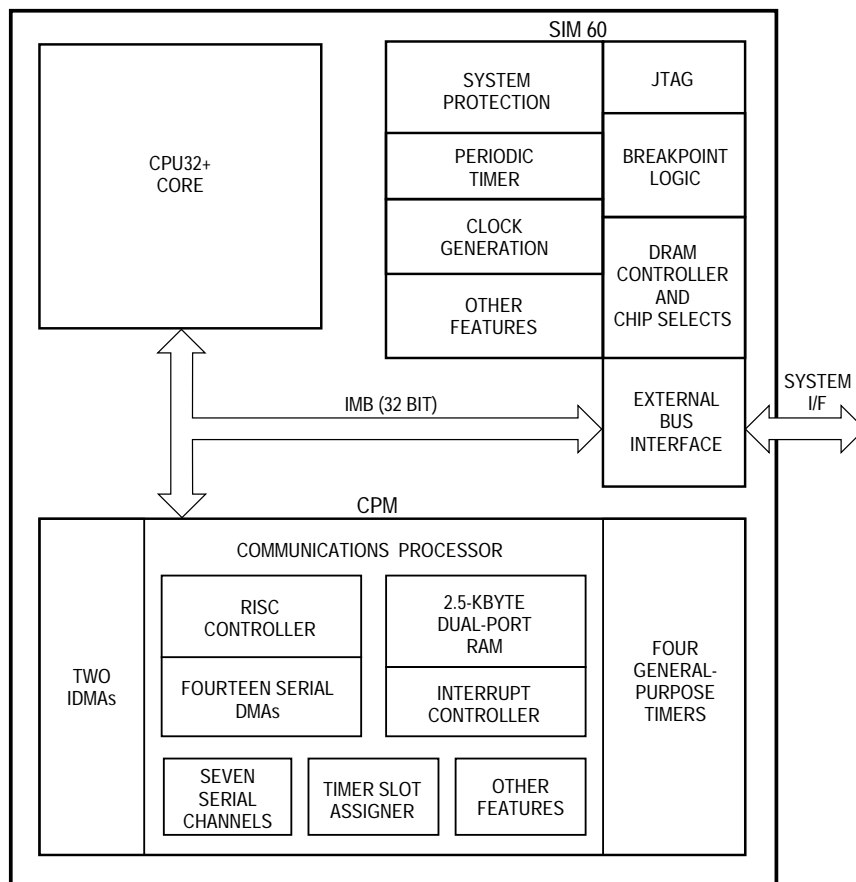 SIM 60
CPU32+
CORE
SYSTEM
PROTECTION
PERIODIC
TIMER
CLOCK
GENERATION
OTHER
FEATURES
JTAG
BREAKPOINT
LOGIC
DRAM
CONTROLLER
AND
CHIP SELECTS
EXTERNAL
BUS
INTERFACE
SYSTEM
I/F
IMB (32 BIT)
CPM
TWO
IDMAs
COMMUNICATIONS PROCESSOR
RISC
CONTROLLER
FOURTEEN SERIAL
DMAs
2.5-KBYTE
DUAL-PORT
RAM
INTERRUPT
CONTROLLER
SEVEN
SERIAL
CHANNELS
TIMER SLOT
ASSIGNER
OTHER
FEATURES
FOUR
GENERAL-
PURPOSE
TIMERS